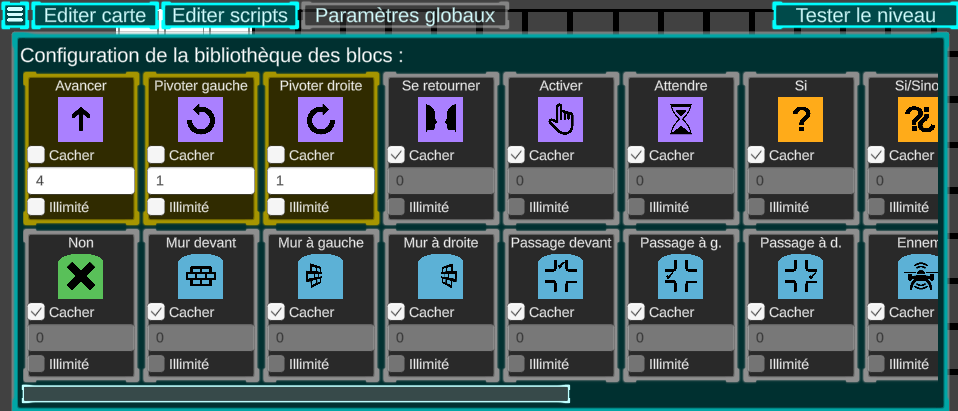 Editer carte Editer scripts Paramètres globaux Tester le niveau
Configuration de la bibliothèque des blocs :
Avancer Pivoter gauche Pivoter droite Se retourner Activer Attendre Si Si/Sino
Cacher Cacher Cacher Cacher Cacher Cacher Cacher Cacher
4 1 1 0 0 0 0 0
Illimité Illimité Illimité Illimité Illimité Illimité Illimité Illimité
Non Mur devant Mur à gauche Mur à droite Passage devant Passage à g. Passage à d. Ennem
Cacher Cacher Cacher Cacher Cacher Cacher Cacher Cacher
0 0 0 0 0 0 0 0
Illimité Illimité Illimité Illimité Illimité Illimité Illimité Illimité